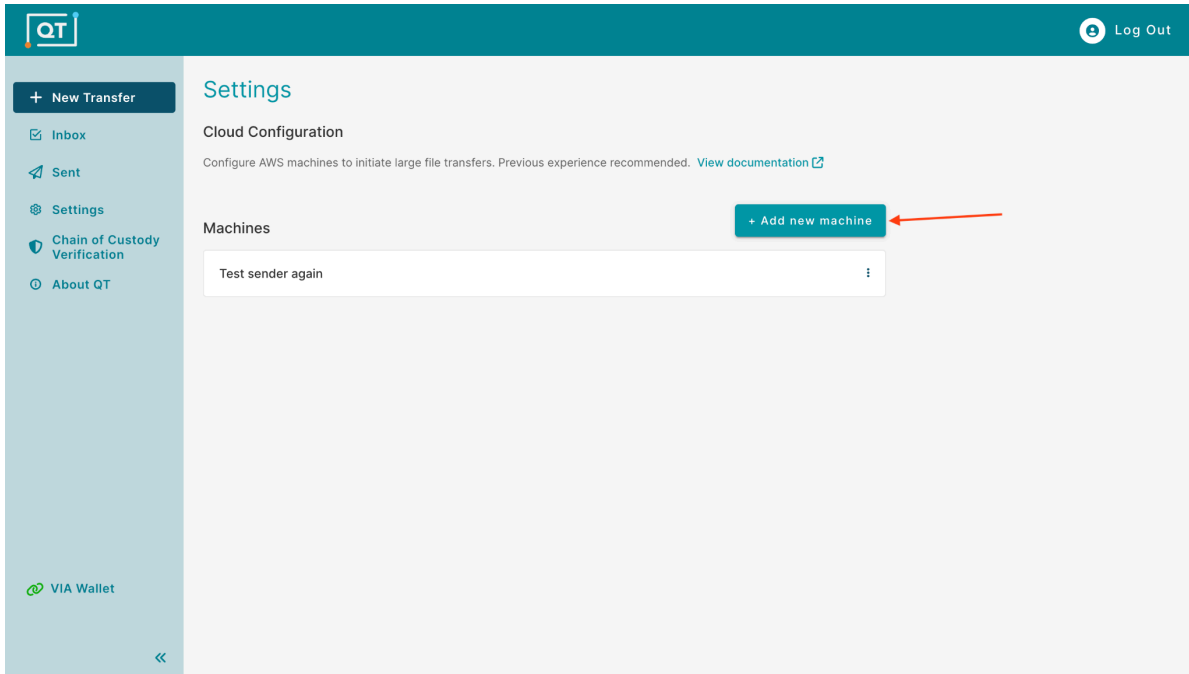 QT
Log Out
+ New Transfer
Inbox
Sent
Settings
Chain of Custody
Verification
About QT
VIA Wallet
Settings
Cloud Configuration
Configure AWS machines to initiate large file transfers. Previous experience recommended. View documentation
Machines
+ Add new machine
Test sender again